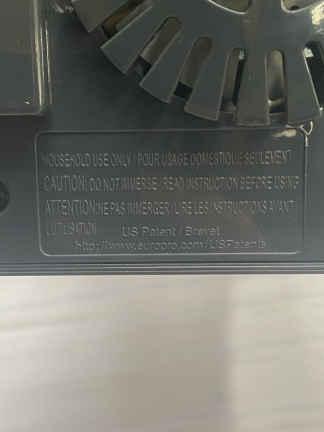 HOUSEHOLD USE ONLY / POUR USAGE DOMESTIQUE SEULEMENT
CAUTION: DO NOT IMMERSE / READ INSTRUCTION BEFORE USING
ATTENTION: NE PAS IMMERGER / LIRE LES INSTRUCTIONS AVANT
L'UTILISATION
US Patent / Brevet
http://www.europro.com/USPatents